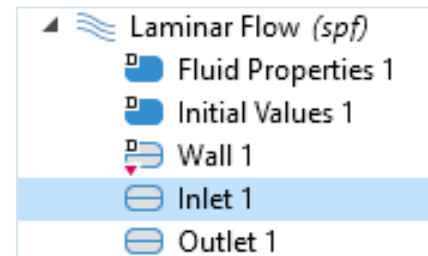 Laminar Flow (spf)
D Fluid Properties 1
D Initial Values 1
D Wall 1
Inlet 1
Outlet 1